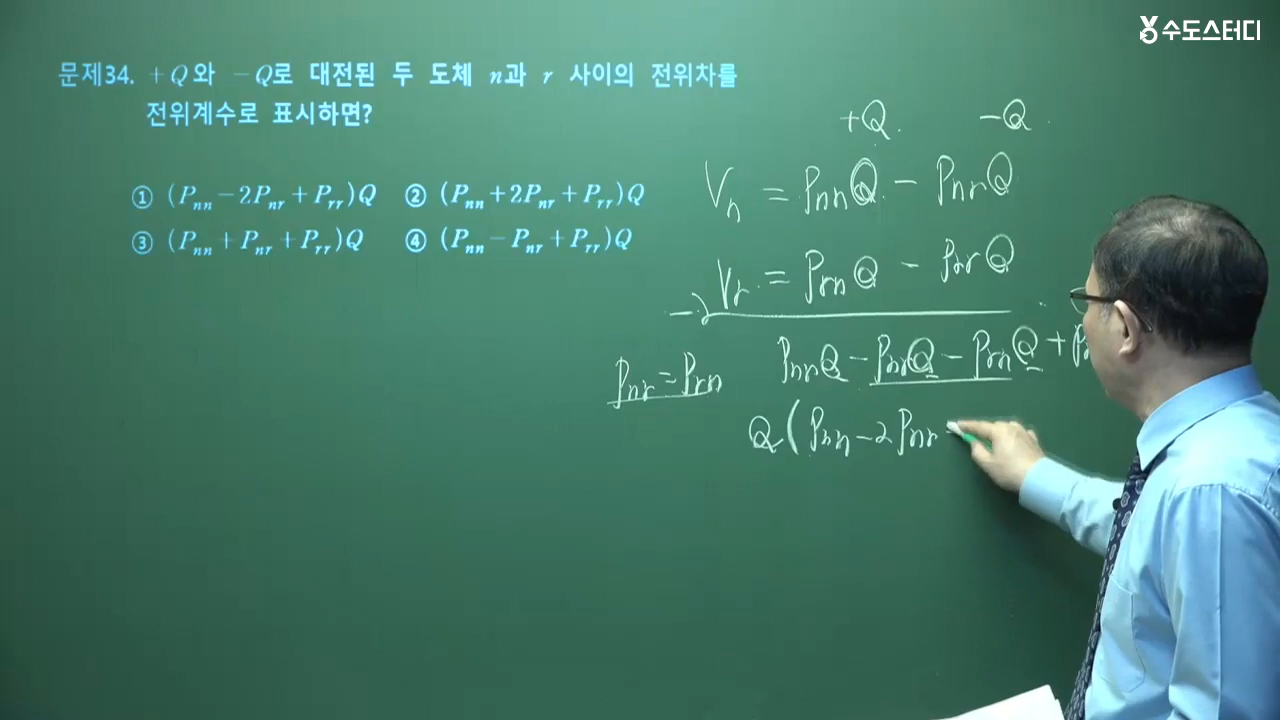 수도스터디
문제34. +Q와 -Q로 대전된 두 도체 n과 r 사이의 전위차를
전위계수로 표시하면?
① (Pnn-2Pnr+Prr)Q ② (Pnn+2Pnr+Prr)Q
③ (Pnn+Pnr+Prr)Q ④ (Pnn-Pnr+Prr)Q
+Q. -Q.
Vn = PnnQ - PnrQ
Vr = PrnQ - PrrQ
Pnr = Prn
PnnQ - PnrQ - PrnQ + P
Q(Pnn-2Pnr